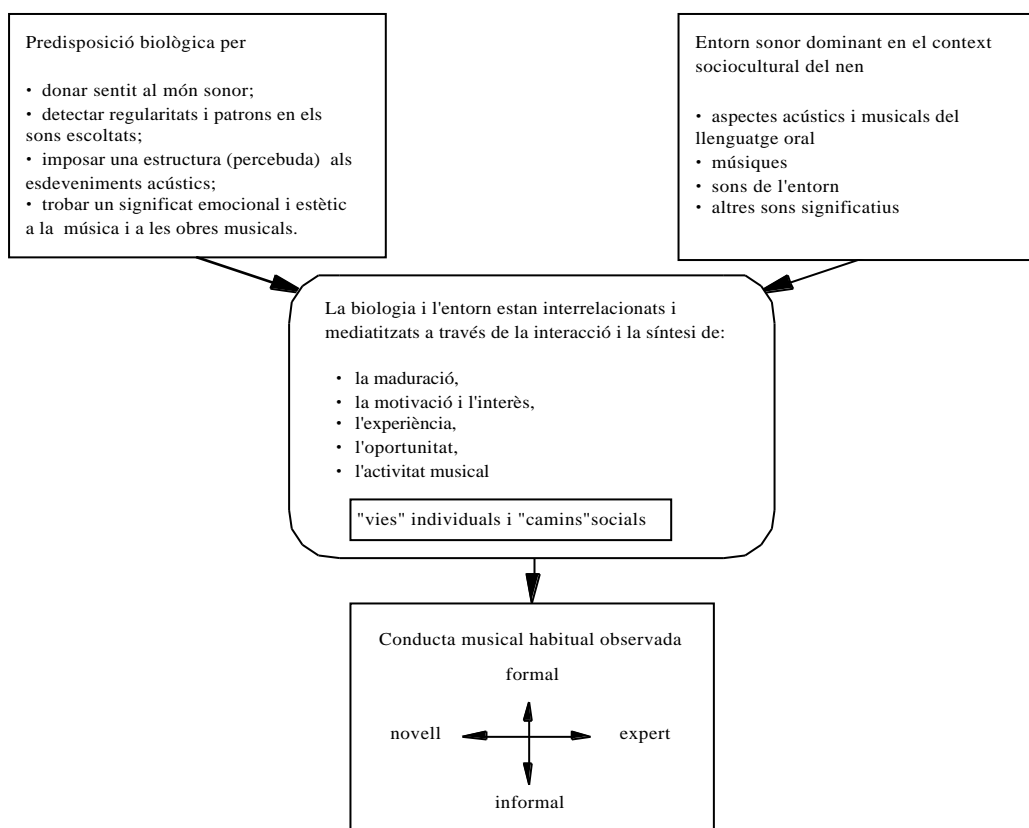 Predisposició biològica per
• donar sentit al món sonor;
• detectar regularitats i patrons en els
sons escoltats;
• imposar una estructura (percebuda) als
esdeveniments acústics;
• trobar un significat emocional i estètic
a la música i a les obres musicals.
Entorn sonor dominant en el context
sociocultural del nen
• aspectes acústics i musicals del
llenguatge oral
• músiques
• sons de l'entorn
• altres sons significatius
La biologia i l'entorn estan interrelacionats i
mediatitzats a través de la interacció i la síntesi de:
• la maduració,
• la motivació i l'interès,
• l'experiència,
• l'oportunitat,
• l'activitat musical
"vies" individuals i "camins"socials
Conducta musical habitual observada
formal
novell expert
informal